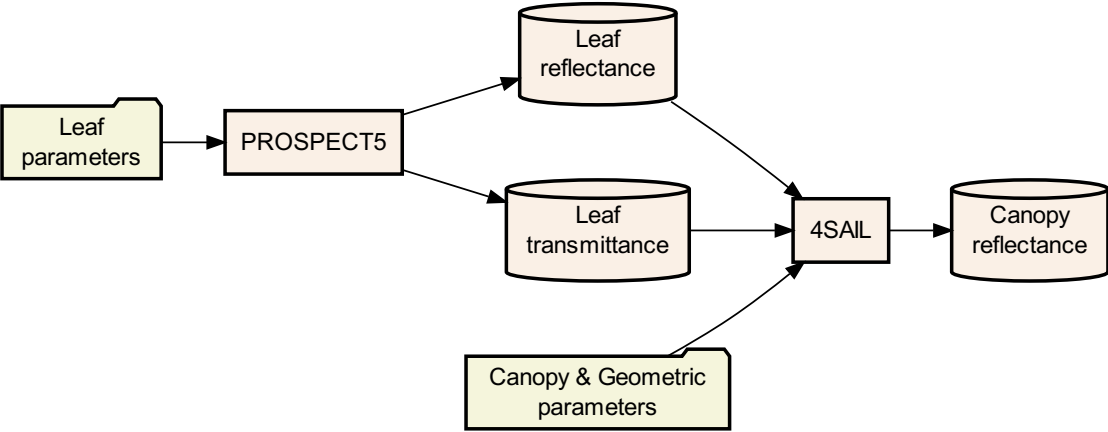 Leaf
parameters
PROSPECT5
Leaf
reflectance
Leaf
transmittance
Canopy & Geometric
parameters
4SAIL
Canopy
reflectance